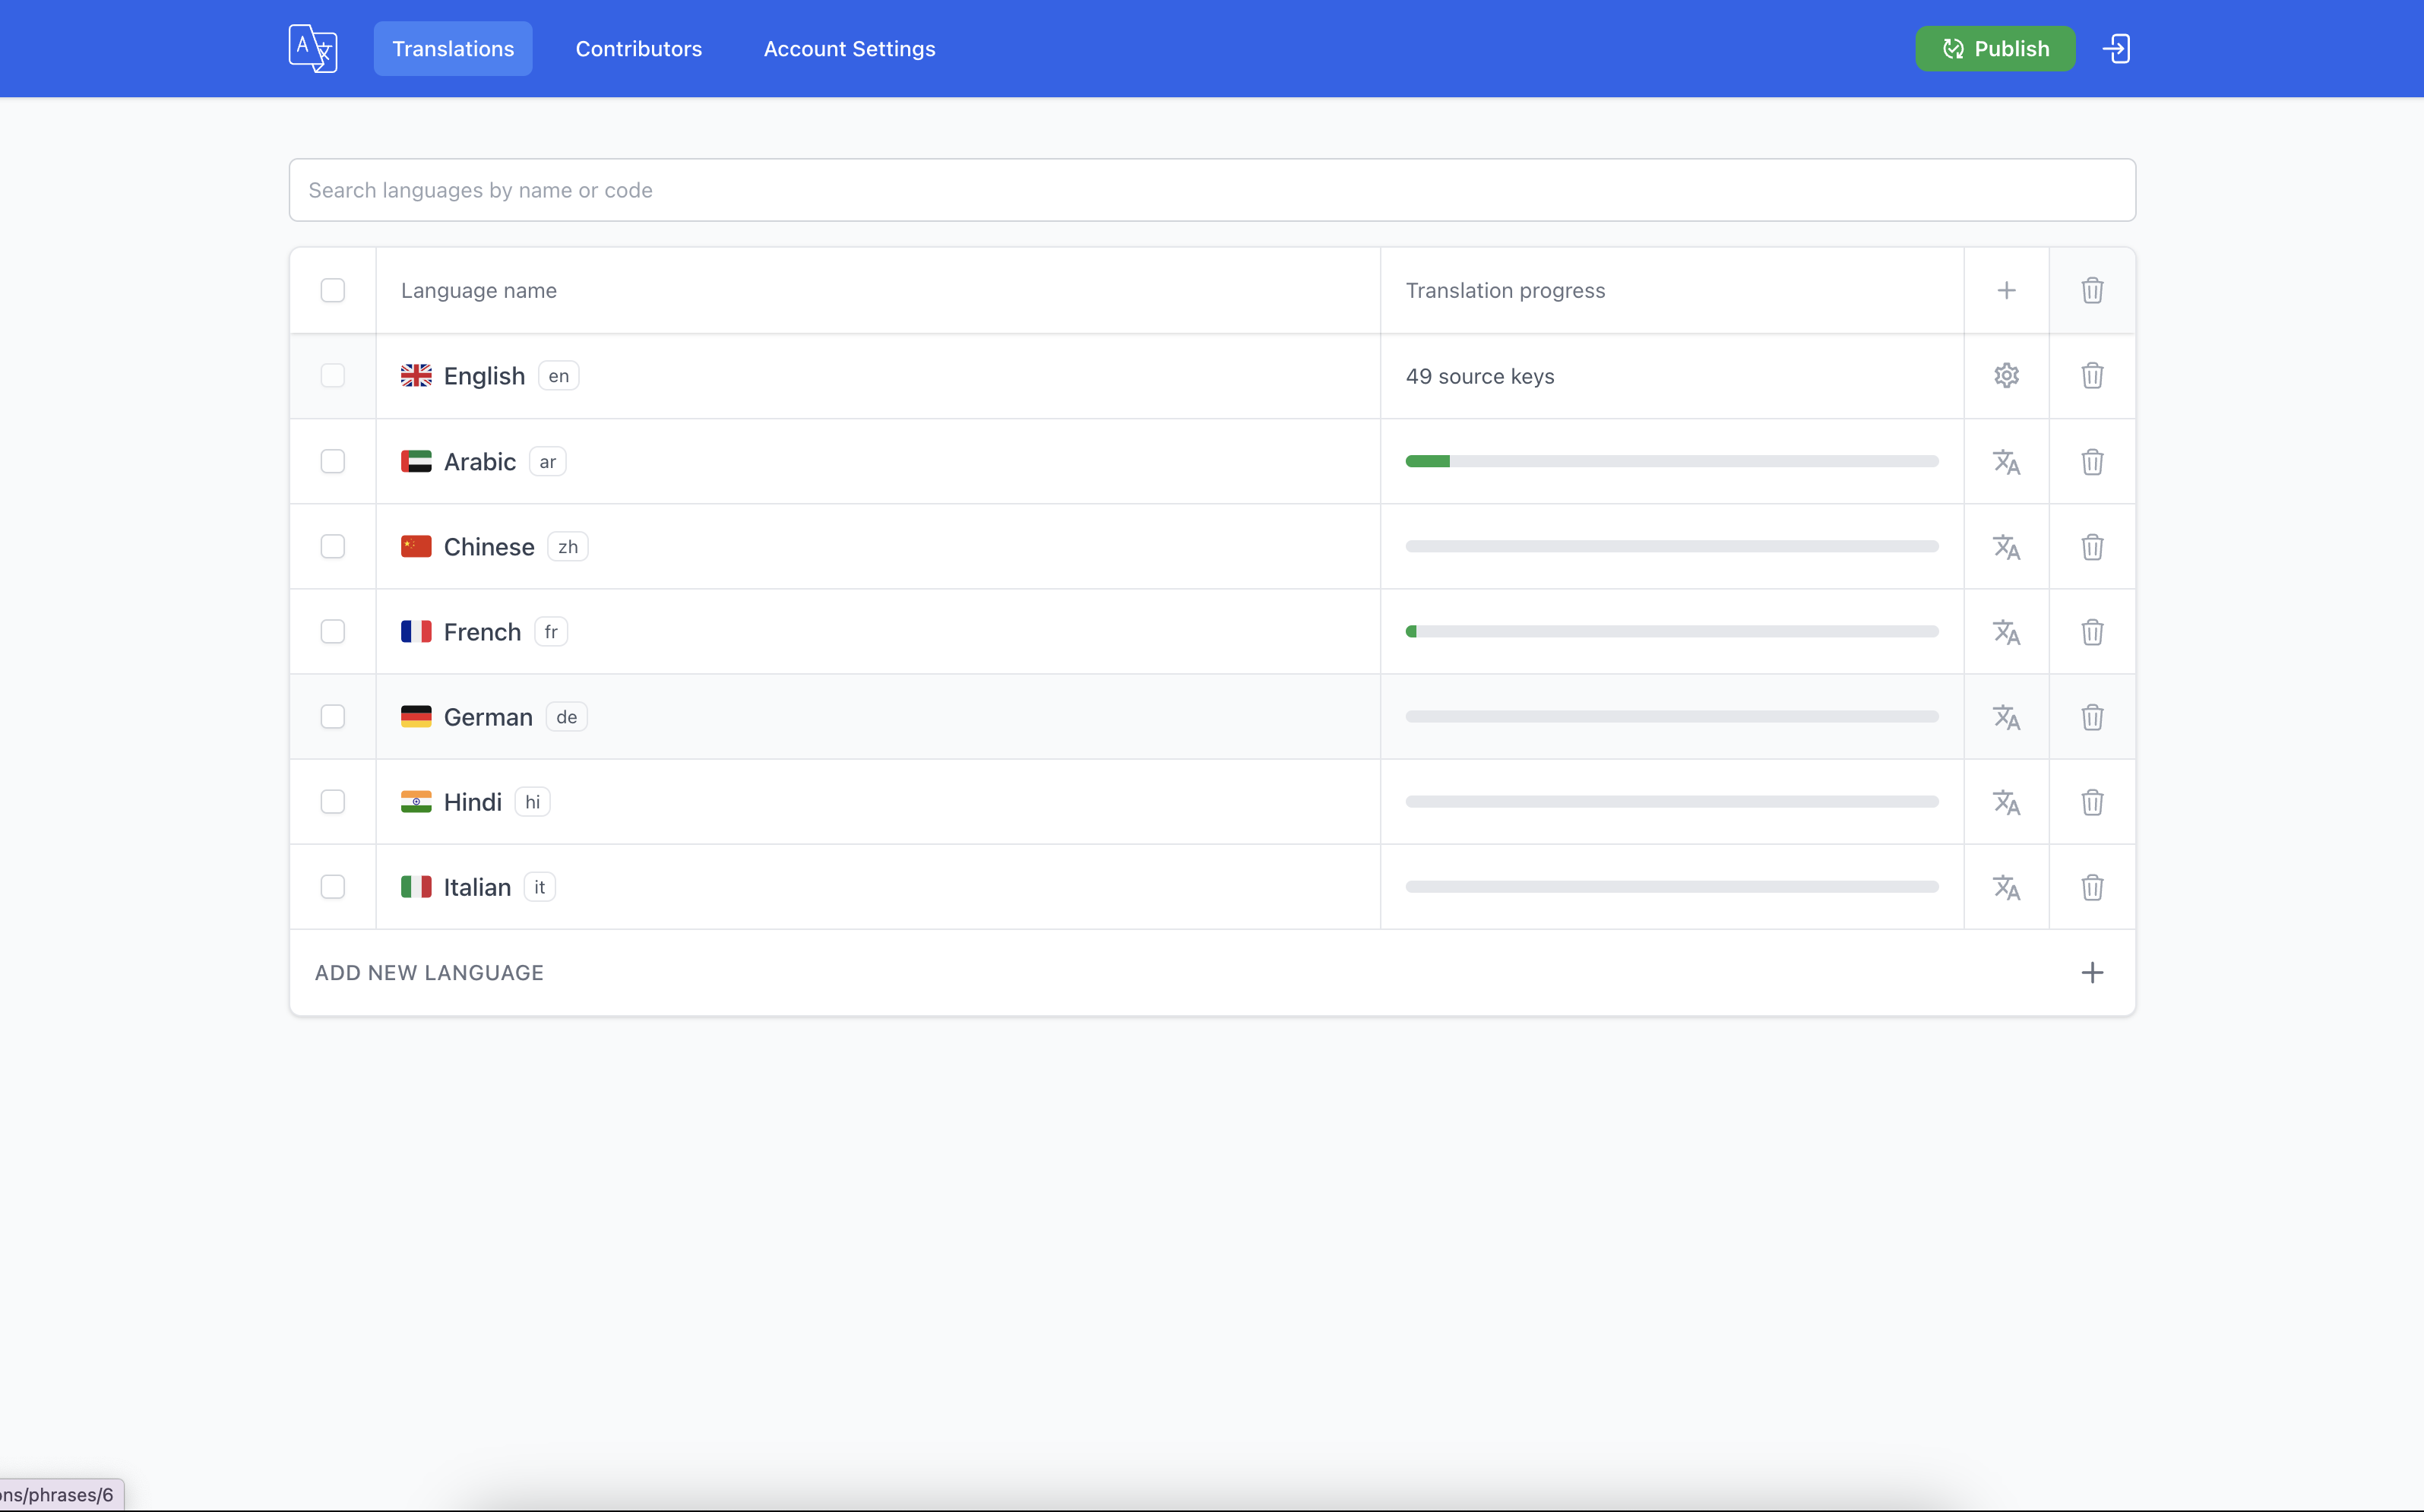 Translations Contributors Account Settings Publish
Search languages by name or code
Language name Translation progress
English en 49 source keys
Arabic ar
Chinese zh
French fr
German de
Hindi hi
Italian it
ADD NEW LANGUAGE
ons/phrases/6